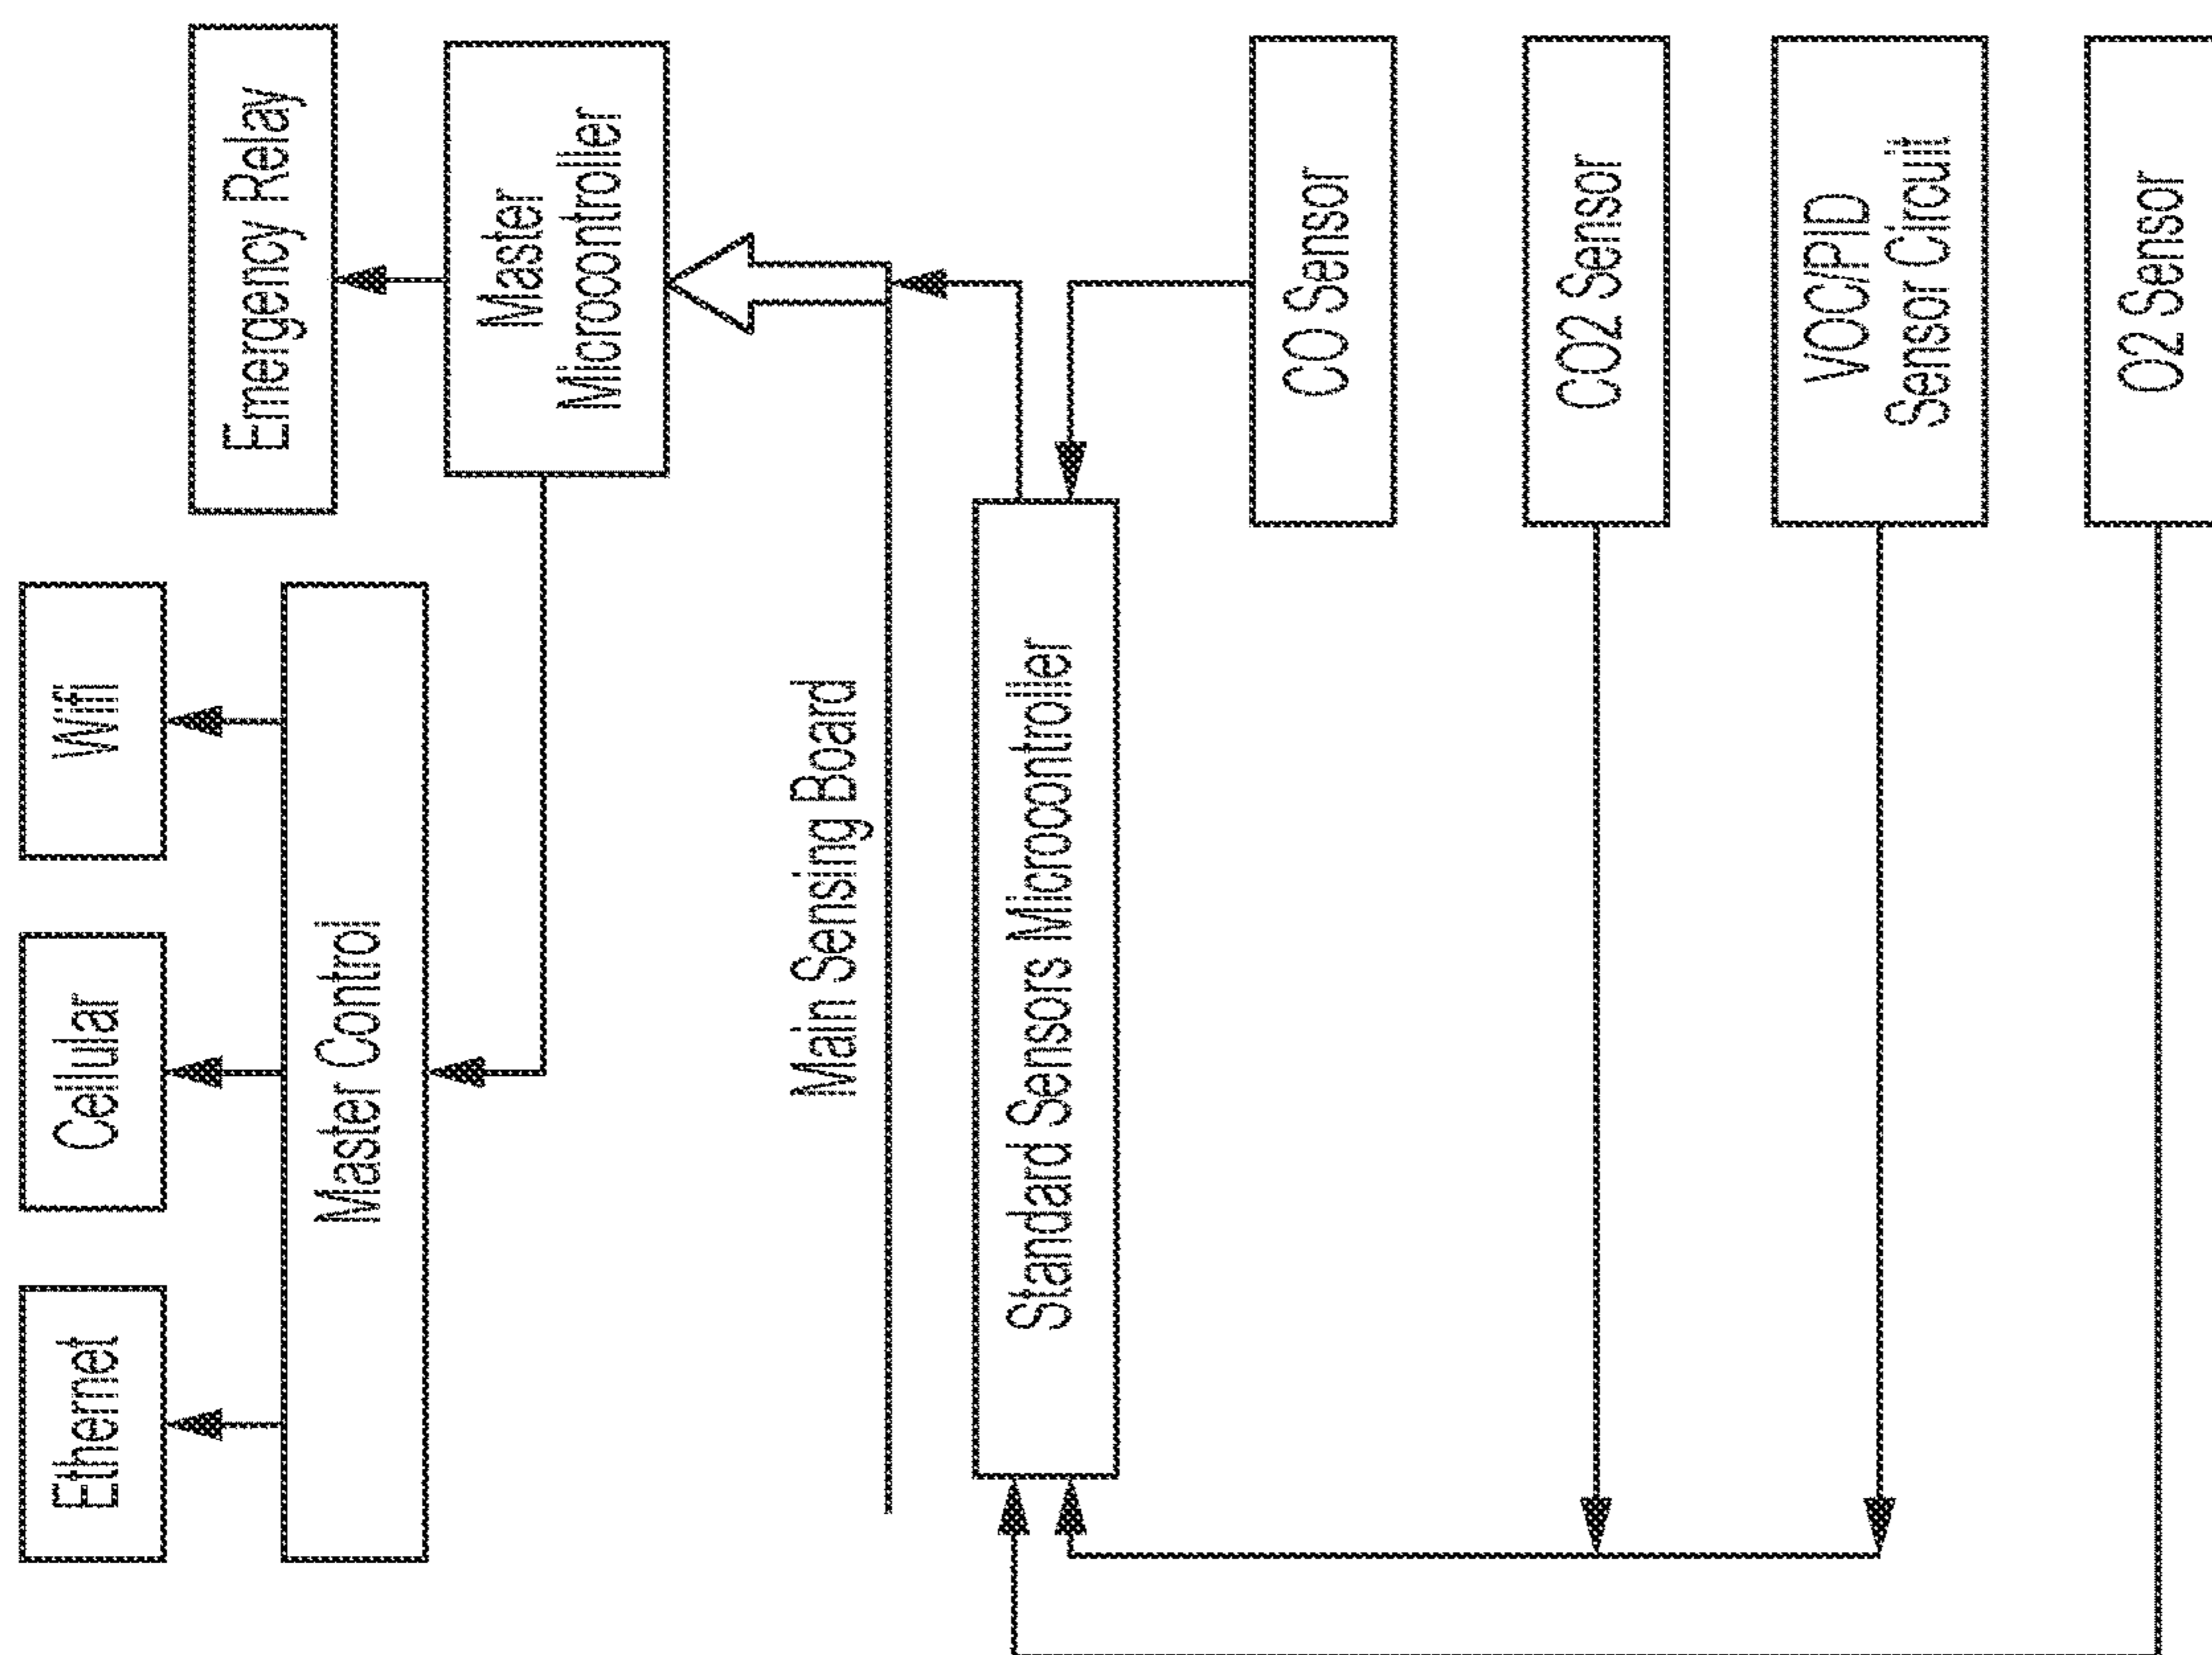 Ethernet
Cellular
Wifi
Emergency Relay
Master Control
Master
Microcontroller
Main Sensing Board
Standard Sensors Microcontroller
CO Sensor
CO2 Sensor
VOC/PID
Sensor Circuit
O2 Sensor